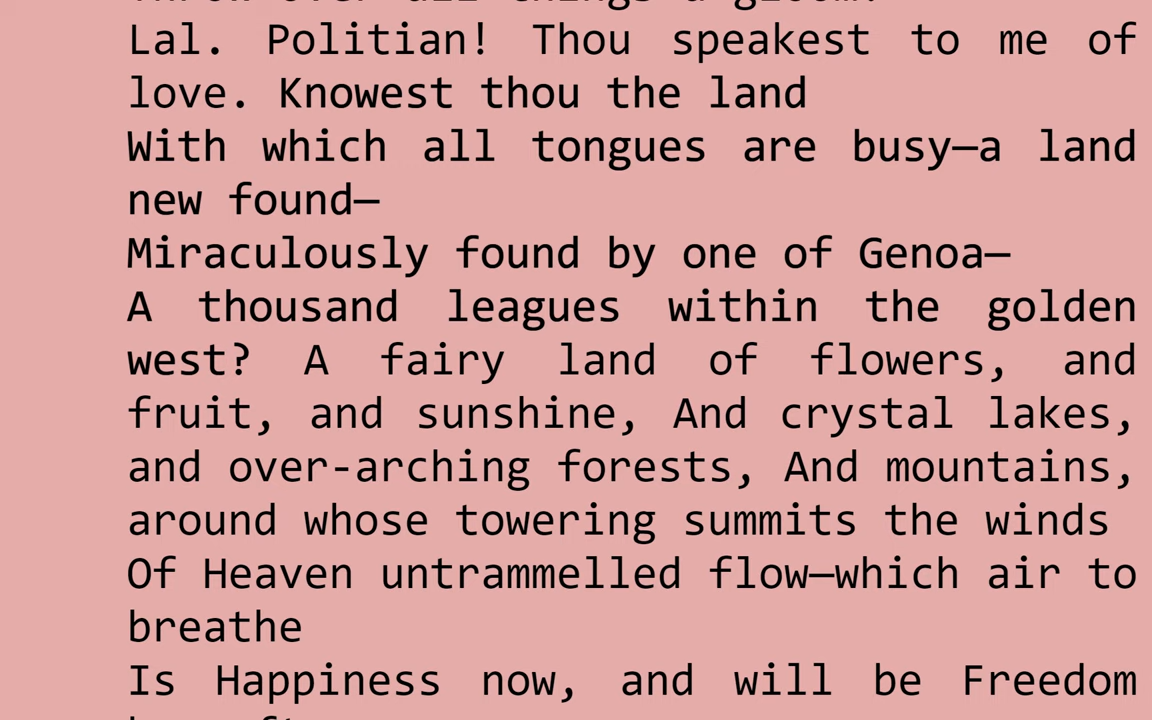 Lal. Politian! Thou speakest to me of
love. Knowest thou the land
With which all tongues are busy—a land
new found—
Miraculously found by one of Genoa—
A thousand leagues within the golden
west? A fairy land of flowers, and
fruit, and sunshine, And crystal lakes,
and over-arching forests, And mountains,
around whose towering summits the winds
Of Heaven untrammelled flow—which air to
breathe
Is Happiness now, and will be Freedom